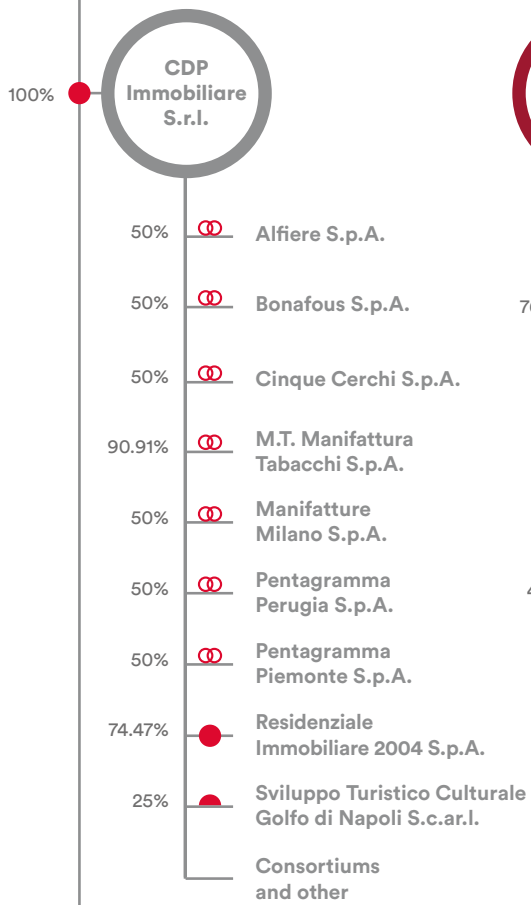 CDP
Immobiliare
S.r.l.
100%
50%
Alfiere S.p.A.
50%
Bonafous S.p.A.
50%
Cinque Cerchi S.p.A.
90.91%
M.T. Manifattura
Tabacchi S.p.A.
50%
Manifatture
Milano S.p.A.
50%
Pentagramma
Perugia S.p.A.
50%
Pentagramma
Piemonte S.p.A.
74.47%
Residenziale
Immobiliare 2004 S.p.A.
25%
Sviluppo Turistico Culturale
Golfo di Napoli S.c.ar.l.
Consortiums
and other